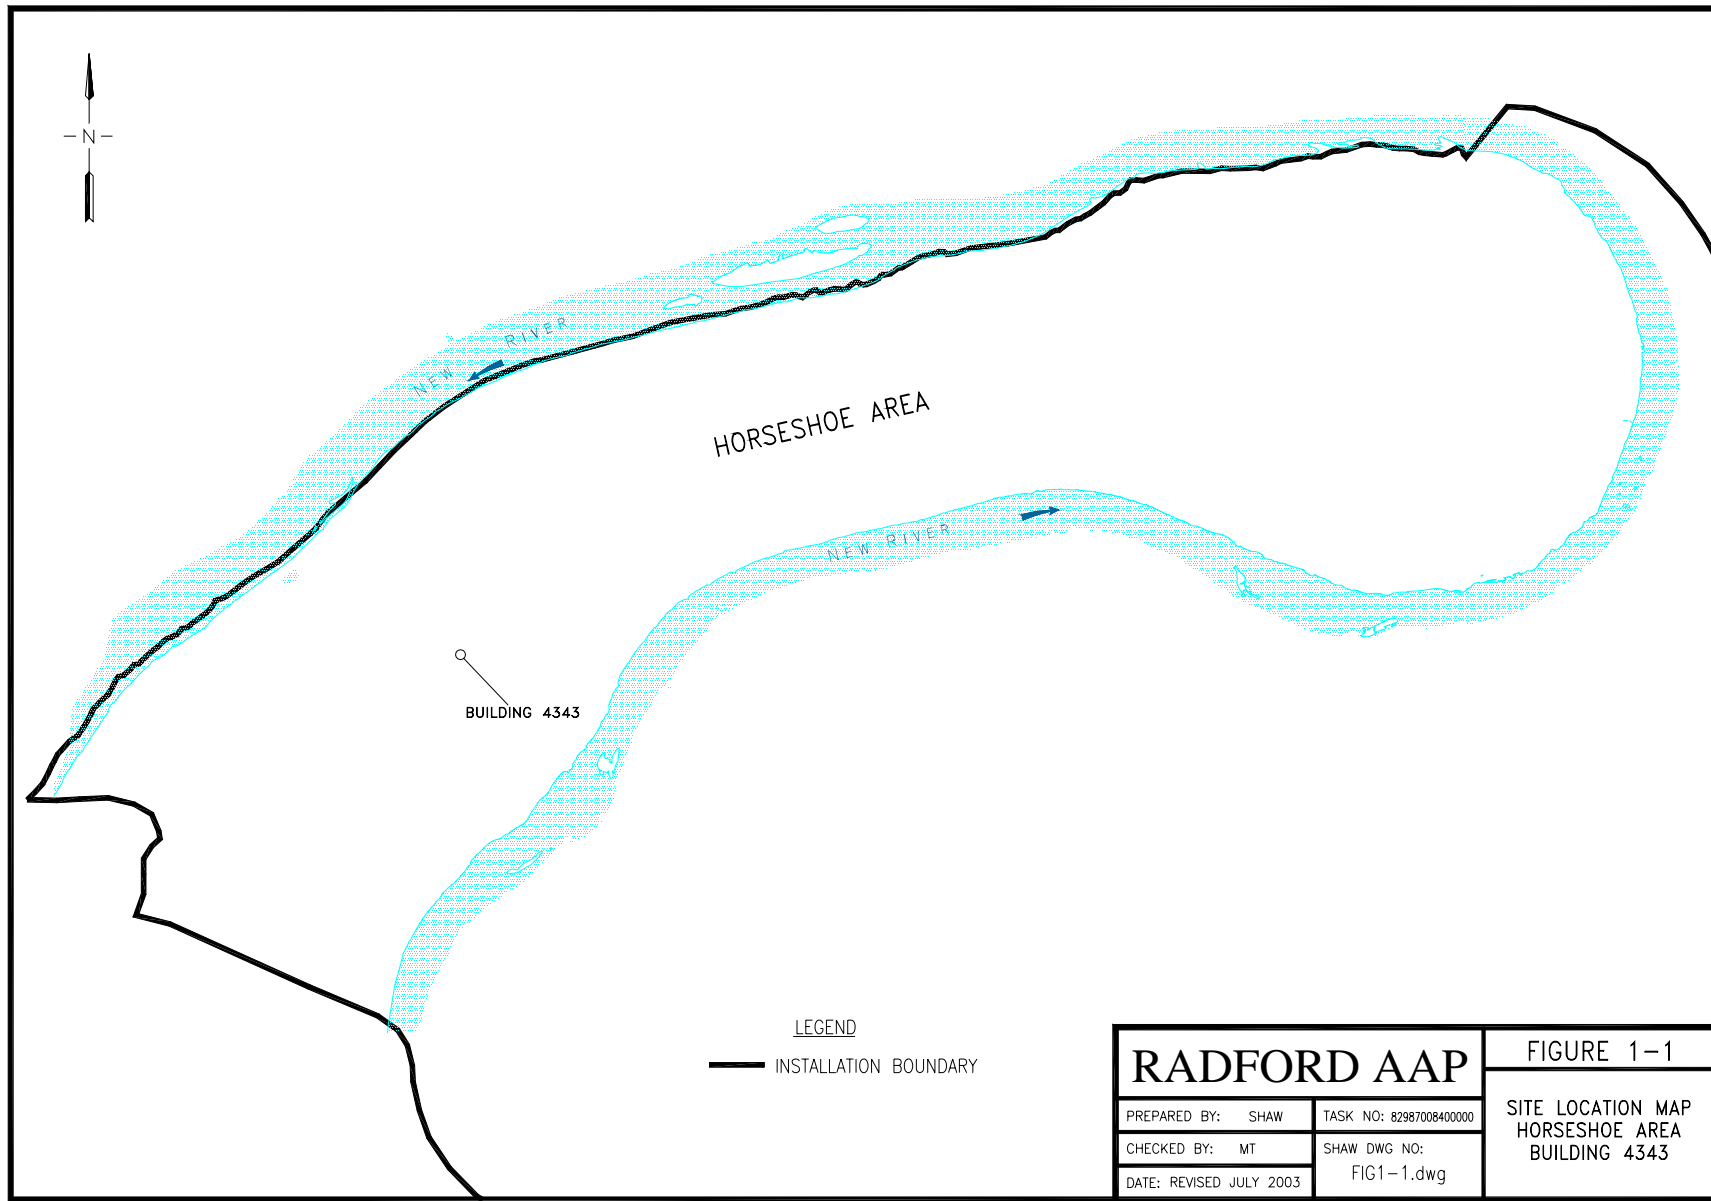 -N-
NEW RIVER
HORSESHOE AREA
NEW RIVER
BUILDING 4343
LEGEND
INSTALLATION BOUNDARY
RADFORD AAP
PREPARED BY: SHAW
TASK NO: 82987008400000
CHECKED BY: MT
SHAW DWG NO:
FIG1-1.dwg
DATE: REVISED JULY 2003
FIGURE 1-1
SITE LOCATION MAP
HORSESHOE AREA
BUILDING 4343